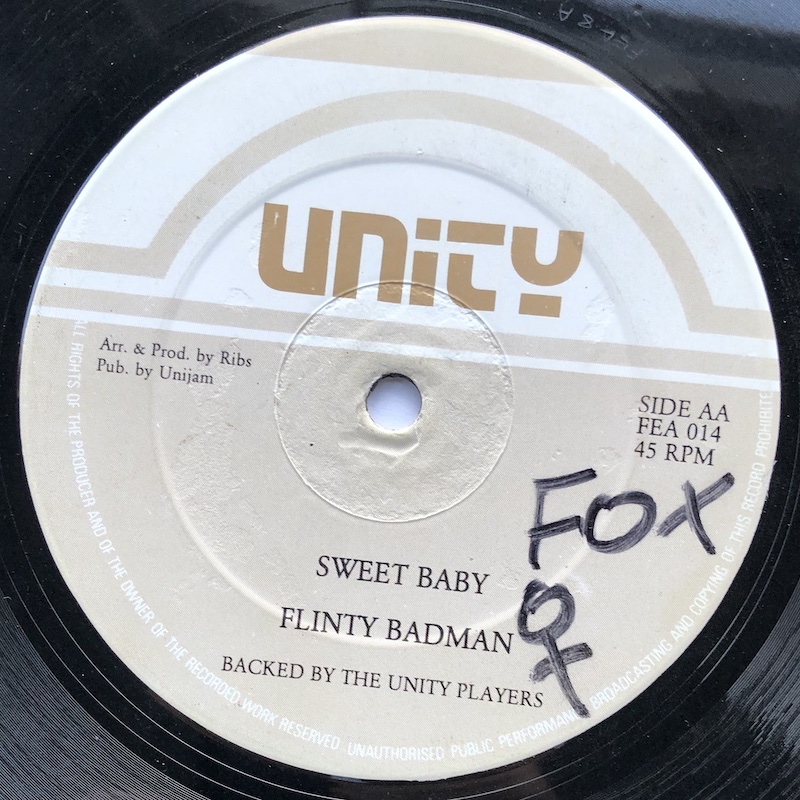 UNITY
Arr. & Prod. by Ribs
Pub. by Unijam
SIDE AA
FEA 014
45 RPM
FOX
SWEET BABY
FLINTY BADMAN
BACKED BY THE UNITY PLAYERS
ALL RIGHTS OF THE PRODUCER AND OF THE OWNER OF THE RECORDED WORK RESERVED UNAUTHORISED PUBLIC PERFORMAN BROADCASTING AND COPYING OF THIS RECORD PROHIBITE